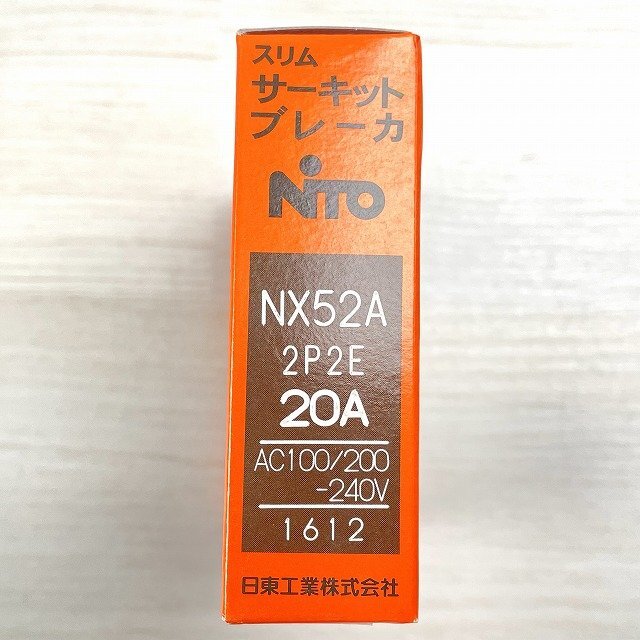 スリム
サーキット
ブレーカ
NiTO
NX52A
2P2E
20A
AC100/200
-240V
1612
日東工業株式会社